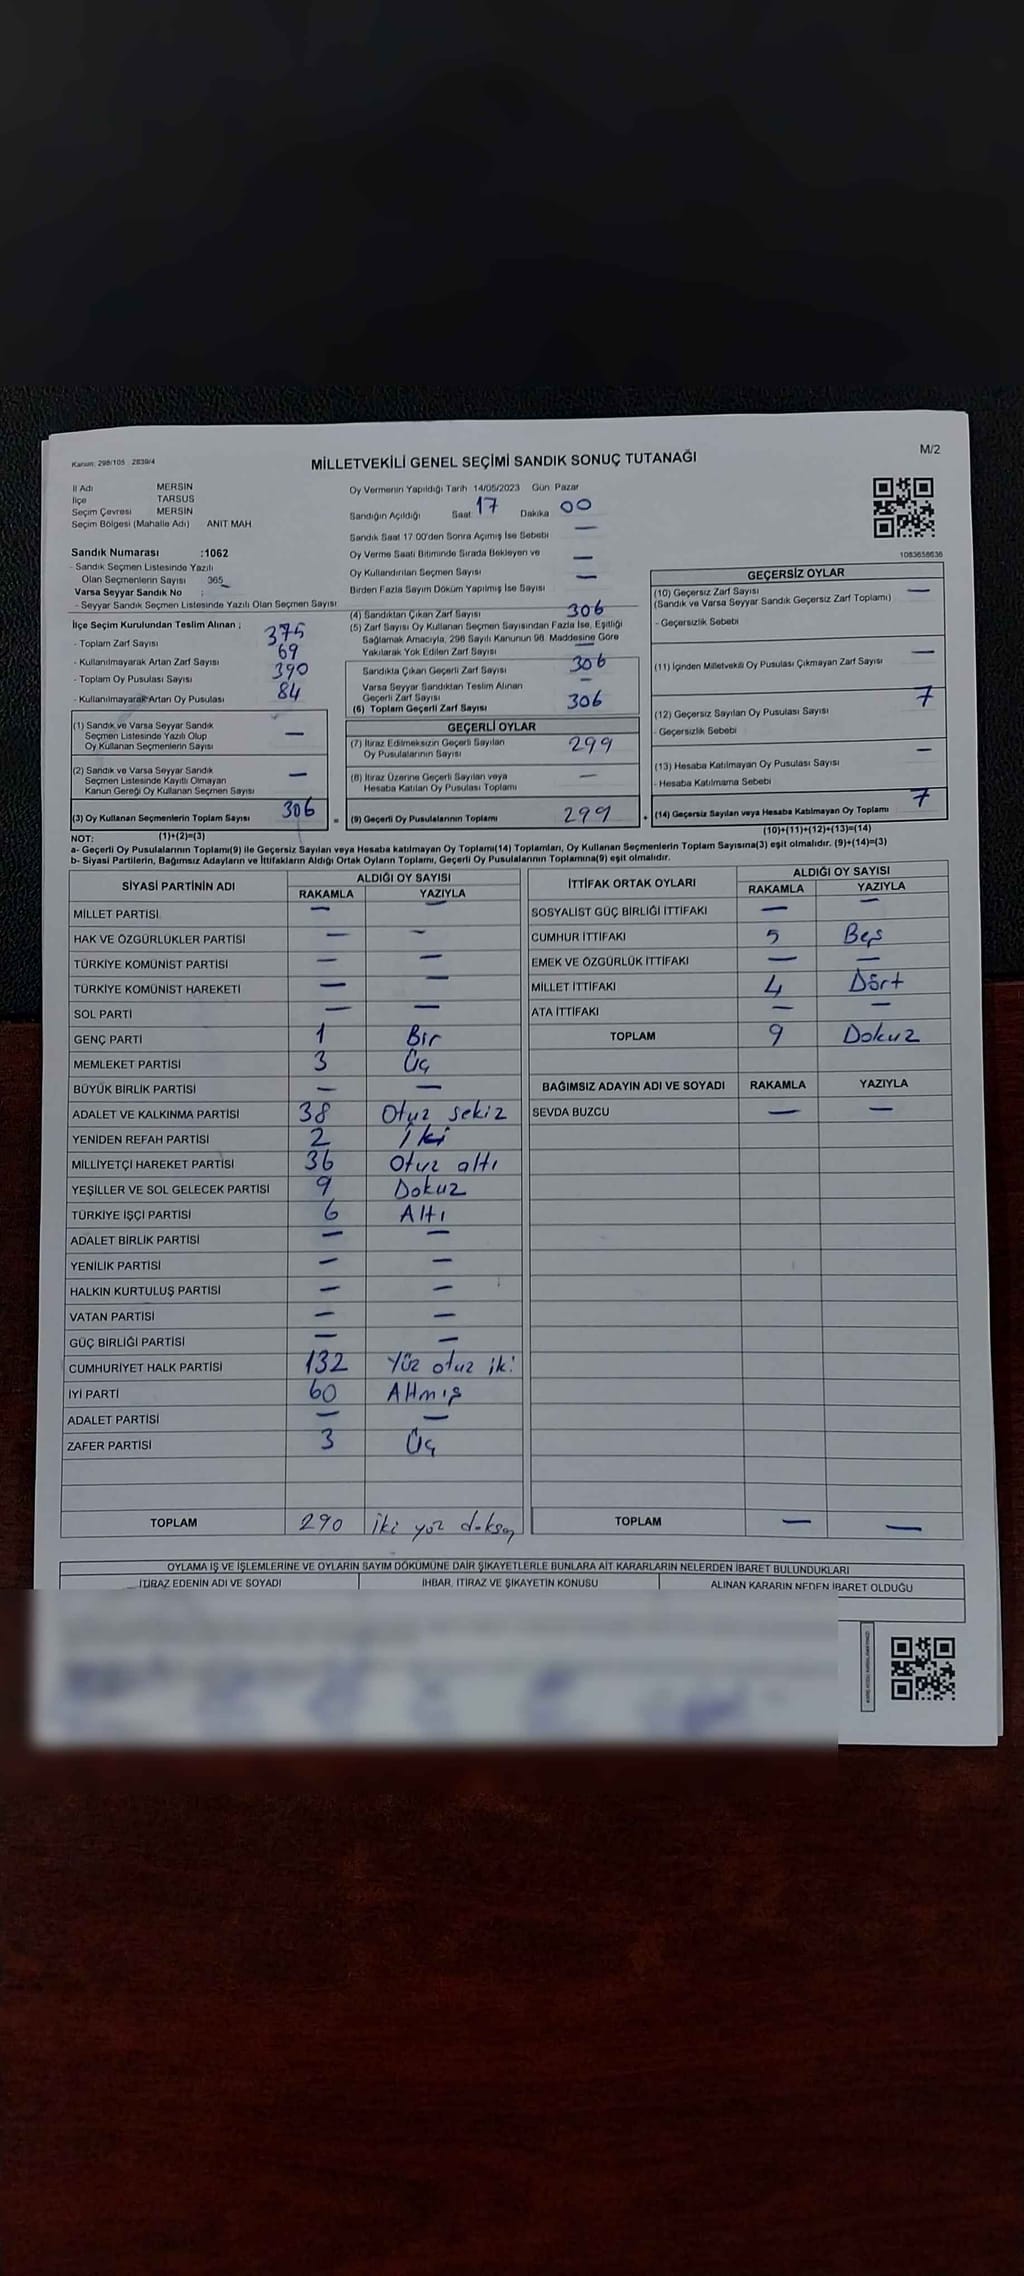 Kanun: 298/105 2839/4
MİLLETVEKİLİ GENEL SEÇİMİ SANDIK SONUÇ TUTANAĞI
M/2
İl Adı MERSİN
İlçe TARSUS
Seçim Çevresi MERSİN
Seçim Bölgesi (Mahalle Adı) ANIT MAH
Sandık Numarası :1062
- Sandık Seçmen Listesinde Yazılı
Olan Seçmenlerin Sayısı 365
Varsa Seyyar Sandık No :
- Seyyar Sandık Seçmen Listesinde Yazılı Olan Seçmen Sayısı
İlçe Seçim Kurulundan Teslim Alınan ;
- Toplam Zarf Sayısı 375
- Kullanılmayarak Artan Zarf Sayısı 69
- Toplam Oy Pusulası Sayısı 390
- Kullanılmayarak Artan Oy Pusulası 84
(1) Sandık ve Varsa Seyyar Sandık
Seçmen Listesinde Yazılı Olup
Oy Kullanan Seçmenlerin Sayısı —
(2) Sandık ve Varsa Seyyar Sandık
Seçmen Listesinde Kayıtlı Olmayan
Kanun Gereği Oy Kullanan Seçmen Sayısı —
(3) Oy Kullanan Seçmenlerin Toplam Sayısı 306
(1)+(2)=(3)
Oy Vermenin Yapıldığı Tarih 14/05/2023 Gün Pazar
Sandığın Açıldığı Saat 17 Dakika 00
Sandık Saat 17.00'den Sonra Açımış İse Sebebi —
Oy Verme Saati Bitiminde Sırada Bekleyen ve
Oy Kullandırılan Seçmen Sayısı —
Birden Fazla Sayım Döküm Yapılmış İse Sayısı —
(4) Sandıktan Çıkan Zarf Sayısı 306
(5) Zarf Sayısı Oy Kullanan Seçmen Sayısından Fazla İse, Eşitliği
Sağlamak Amacıyla, 298 Sayılı Kanunun 98. Maddesine Göre
Yakılarak Yok Edilen Zarf Sayısı —
Sandıkta Çıkan Geçerli Zarf Sayısı 306
Varsa Seyyar Sandıktan Teslim Alınan
Geçerli Zarf Sayısı —
(6) Toplam Geçerli Zarf Sayısı 306
GEÇERLİ OYLAR
(7) İtiraz Edilmeksizin Geçerli Sayılan
Oy Pusulalarının Sayısı 299
(8) İtiraz Üzerine Geçerli Sayılan veya
Hesaba Katılan Oy Pusulası Toplamı —
= (9) Geçerli Oy Pusulalarının Toplamı 299
1083658636
GEÇERSİZ OYLAR
(10) Geçersiz Zarf Sayısı —
(Sandık ve Varsa Seyyar Sandık Geçersiz Zarf Toplamı)
- Geçersizlik Sebebi
(11) İçinden Milletvekili Oy Pusulası Çıkmayan Zarf Sayısı —
(12) Geçersiz Sayılan Oy Pusulası Sayısı 7
- Geçersizlik Sebebi
(13) Hesaba Katılmayan Oy Pusulası Sayısı —
- Hesaba Katılmama Sebebi
+ (14) Geçersiz Sayılan veya Hesaba Katılmayan Oy Toplamı 7
(10)+(11)+(12)+(13)=(14)
NOT:
a- Geçerli Oy Pusulalarının Toplamı(9) ile Geçersiz Sayılan veya Hesaba katılmayan Oy Toplamı(14) Toplamları, Oy Kullanan Seçmenlerin Toplam Sayısına(3) eşit olmalıdır. (9)+(14)=(3)
b- Siyasi Partilerin, Bağımsız Adayların ve İttifakların Aldığı Ortak Oyların Toplamı, Geçerli Oy Pusulalarının Toplamına(9) eşit olmalıdır.
SİYASİ PARTİNİN ADI ALDIĞI OY SAYISI
RAKAMLA YAZIYLA
MİLLET PARTİSİ — —
HAK VE ÖZGÜRLÜKLER PARTİSİ — —
TÜRKİYE KOMÜNİST PARTİSİ — —
TÜRKİYE KOMÜNİST HAREKETİ — —
SOL PARTİ — —
GENÇ PARTİ 1 Bir
MEMLEKET PARTİSİ 3 Üç
BÜYÜK BİRLİK PARTİSİ — —
ADALET VE KALKINMA PARTİSİ 38 Otuz sekiz
YENİDEN REFAH PARTİSİ 2 İki
MİLLİYETÇİ HAREKET PARTİSİ 36 Otuz altı
YEŞİLLER VE SOL GELECEK PARTİSİ 9 Dokuz
TÜRKİYE İŞÇİ PARTİSİ 6 Altı
ADALET BİRLİK PARTİSİ — —
YENİLİK PARTİSİ — —
HALKIN KURTULUŞ PARTİSİ — —
VATAN PARTİSİ — —
GÜÇ BİRLİĞİ PARTİSİ — —
CUMHURİYET HALK PARTİSİ 132 Yüz otuz iki
İYİ PARTİ 60 Altmış
ADALET PARTİSİ — —
ZAFER PARTİSİ 3 Üç
TOPLAM 290 iki yüz doksan
İTTİFAK ORTAK OYLARI ALDIĞI OY SAYISI
RAKAMLA YAZIYLA
SOSYALİST GÜÇ BİRLİĞİ İTTİFAKI — —
CUMHUR İTTİFAKI 5 Beş
EMEK VE ÖZGÜRLÜK İTTİFAKI — —
MİLLET İTTİFAKI 4 Dört
ATA İTTİFAKI — —
TOPLAM 9 Dokuz
BAĞIMSIZ ADAYIN ADI VE SOYADI RAKAMLA YAZIYLA
SEVDA BUZCU — —
TOPLAM — —
OYLAMA İŞ VE İŞLEMLERİNE VE OYLARIN SAYIM DÖKÜMÜNE DAİR ŞİKAYETLERLE BUNLARA AİT KARARLARIN NELERDEN İBARET BULUNDUKLARI
İTİRAZ EDENİN ADI VE SOYADI İHBAR, İTİRAZ VE ŞİKAYETİN KONUSU ALINAN KARARIN NEDEN İBARET OLDUĞU